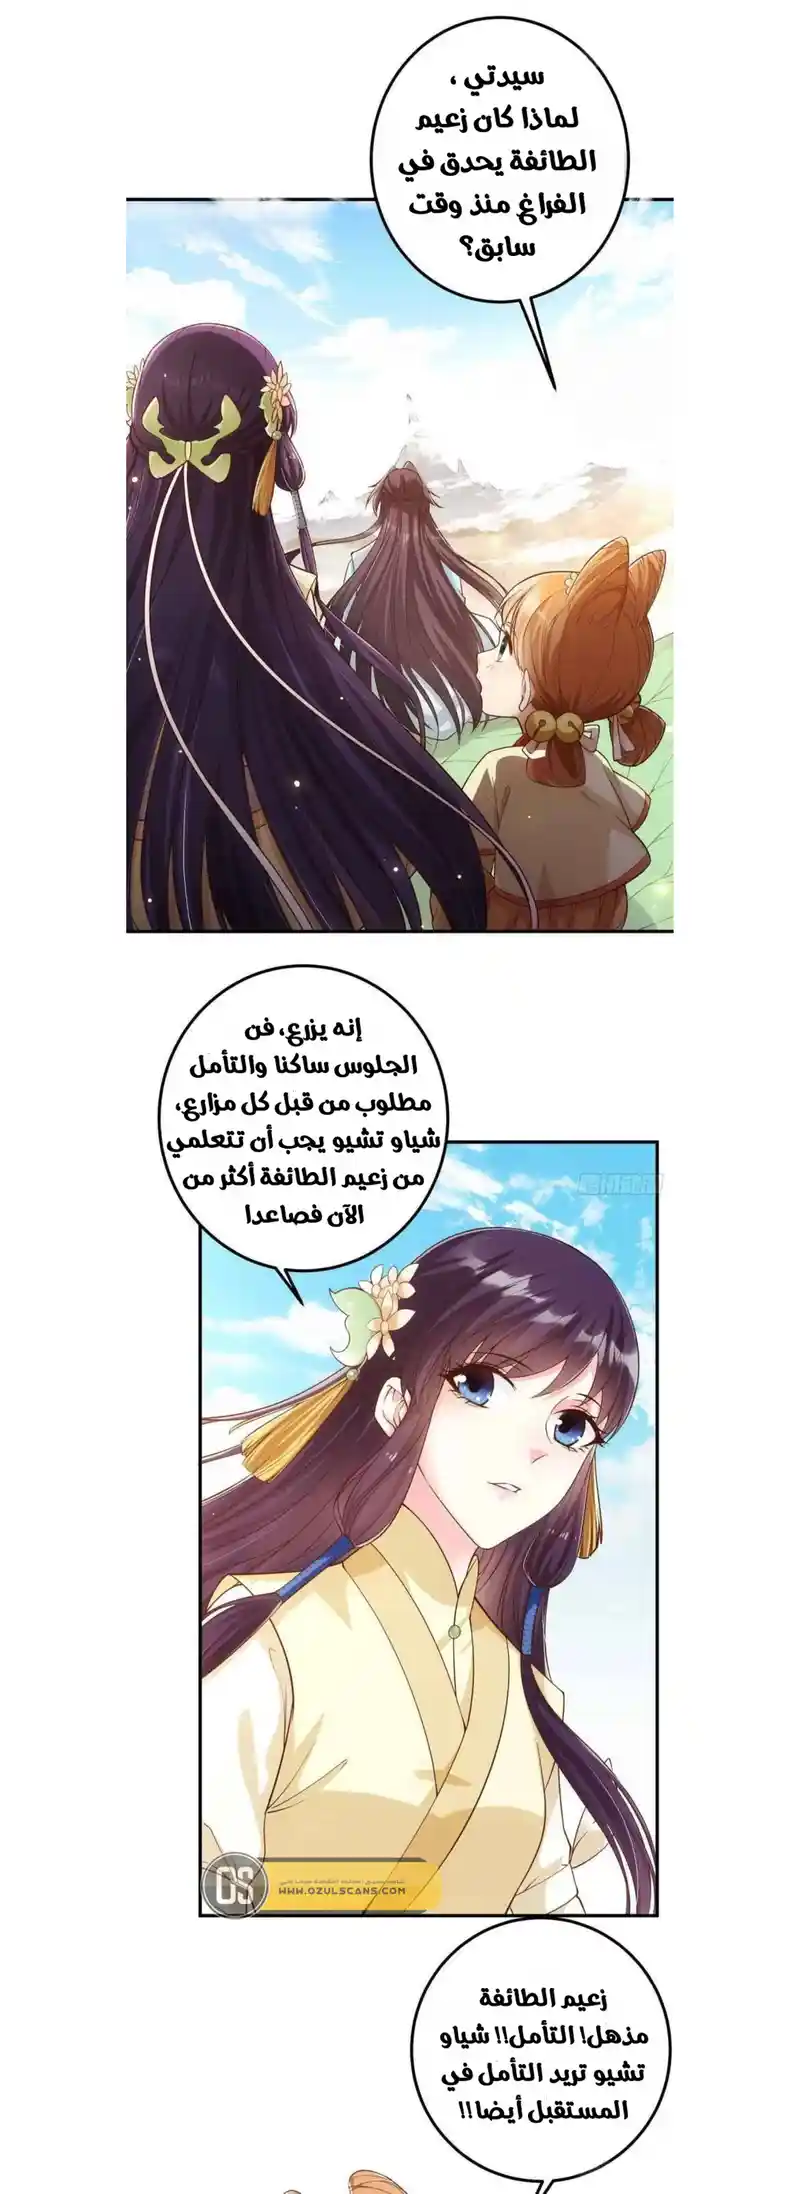 سيدتي ،
لماذا كان زعيم
الطائفة يحدق في
الفراغ منذ وقت
سابق؟
إنه يزرع، فن
الجلوس ساكنا والتأمل
مطلوب من قبل كل مزارع،
شياو تشيو يجب أن تتعلمي
من زعيم الطائفة أكثر من
الآن فصاعدا
OS
WWW.OZULSCANS.COM
زعيم الطائفة
مذهل! التأمل!! شياو
تشيو تريد التأمل في
المستقبل أيضا!!